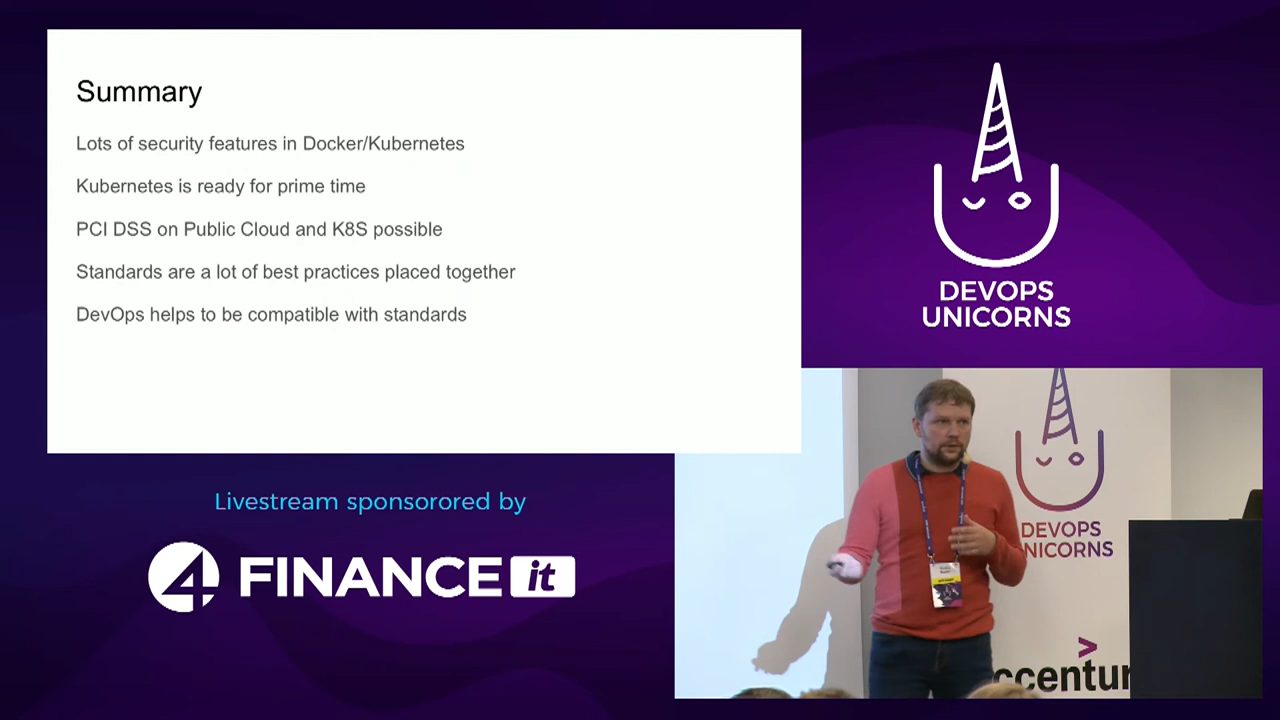 Summary
Lots of security features in Docker/Kubernetes
Kubernetes is ready for prime time
PCI DSS on Public Cloud and K8S possible
Standards are a lot of best practices placed together
DevOps helps to be compatible with standards
DEVOPS
UNICORNS
Livestream sponsorored by
4FINANCE it
DEVOPS
UNICORNS
>
ccentur